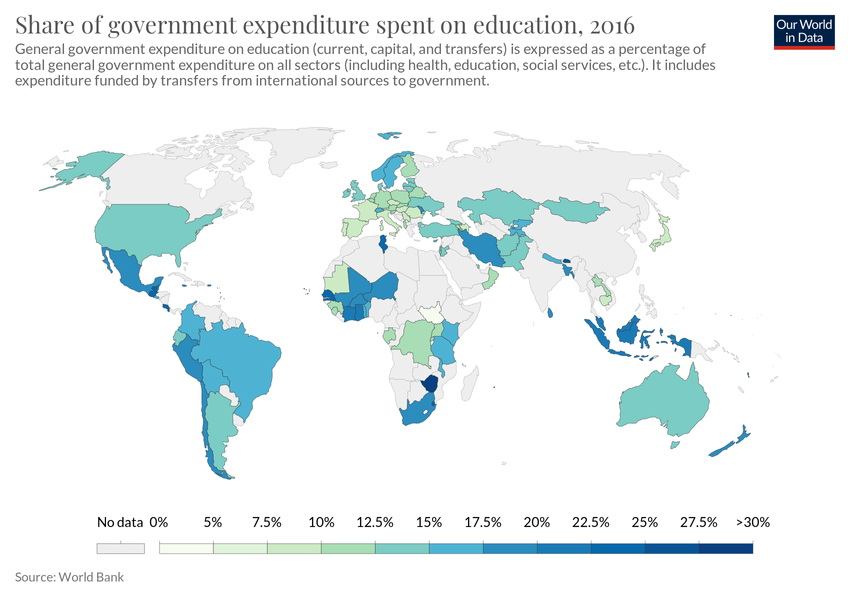 Share of government expenditure spent on education, 2016
Our World
in Data
General government expenditure on education (current, capital, and transfers) is expressed as a percentage of
total general government expenditure on all sectors (including health, education, social services, etc.). It includes
expenditure funded by transfers from international sources to government.
No data 0% 5% 7.5% 10% 12.5% 15% 17.5% 20% 22.5% 25% 27.5% >30%
Source: World Bank